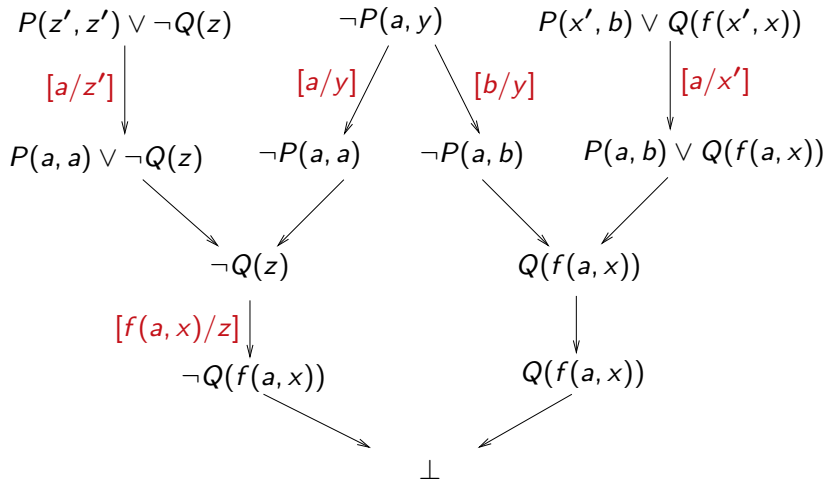 P(z′, z′) ∨ ¬Q(z) ¬P(a, y) P(x′, b) ∨ Q(f(x′, x))
[a/z′] [a/y] [b/y] [a/x′]
P(a, a) ∨ ¬Q(z) ¬P(a, a) ¬P(a, b) P(a, b) ∨ Q(f(a, x))
¬Q(z) Q(f(a, x))
[f(a, x)/z]
¬Q(f(a, x)) Q(f(a, x))
⊥